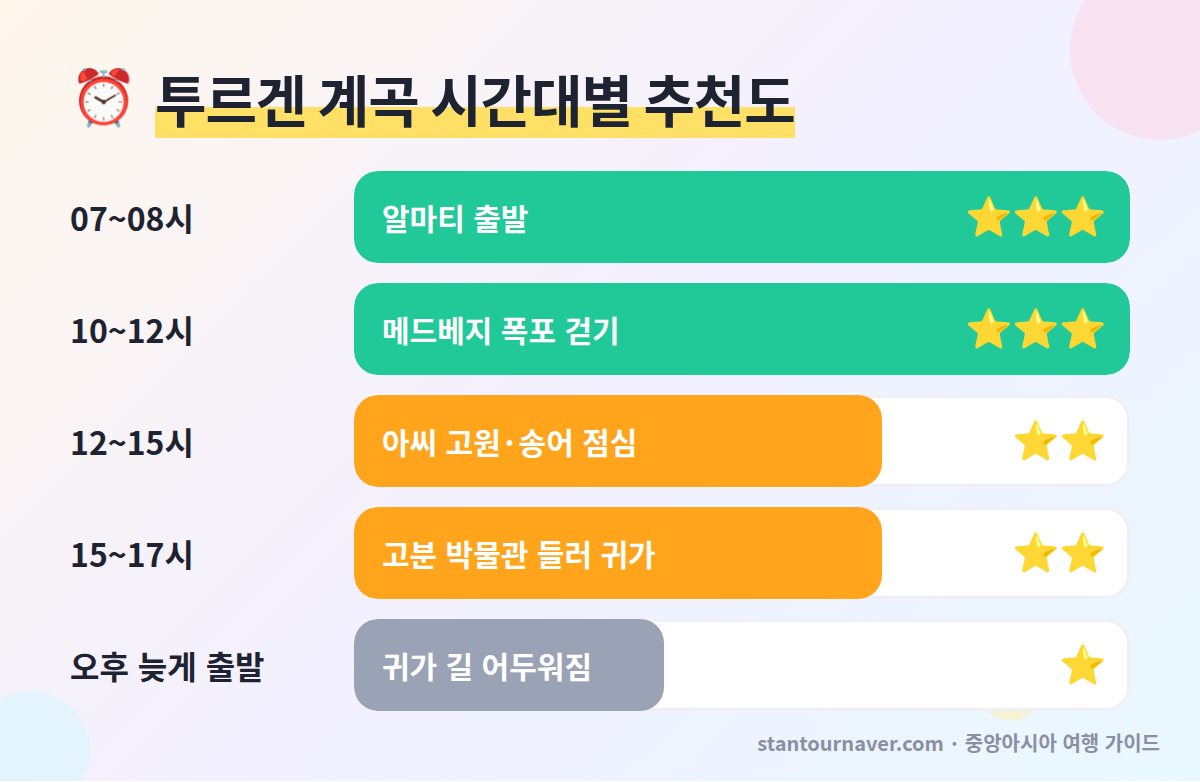 ⏰ 투르겐 계곡 시간대별 추천도
07~08시 알마티 출발 ⭐⭐⭐
10~12시 메드베지 폭포 걷기 ⭐⭐⭐
12~15시 아씨 고원·송어 점심 ⭐⭐
15~17시 고분 박물관 들러 귀가 ⭐⭐
오후 늦게 출발 귀가 길 어두워짐 ⭐
stantournaver.com · 중앙아시아 여행 가이드